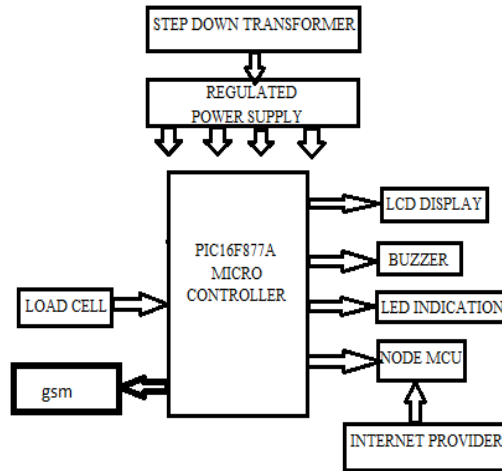 STEP DOWN TRANSFORMER
REGULATED
POWER SUPPLY
PIC16F877A
MICRO
CONTROLLER
LCD DISPLAY
BUZZER
LOAD CELL
LED INDICATION
gsm
NODE MCU
INTERNET PROVIDER